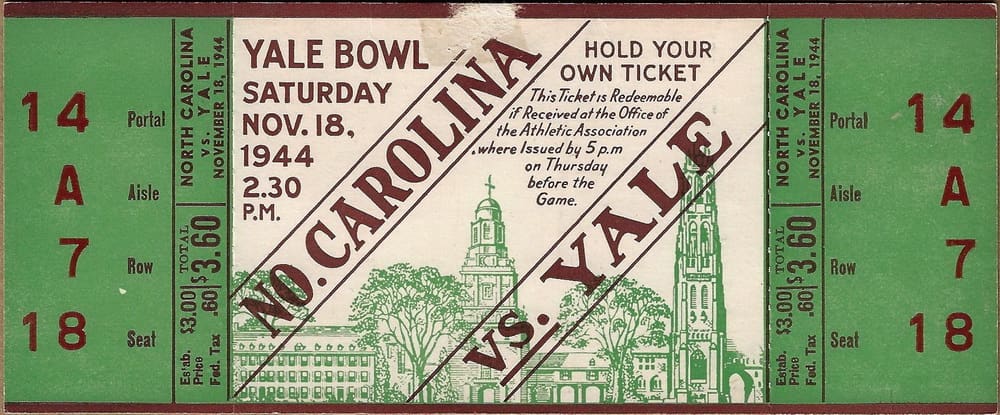 14 Portal
A Aisle
7 Row
18 Seat
NORTH CAROLINA
VS.
YALE
NOVEMBER 18, 1944
Estab. Price $3.00
Fed. Tax .60
TOTAL
$3.60
YALE BOWL
SATURDAY
NOV. 18,
1944
2.30
P.M.
NO. CAROLINA
VS. YALE
HOLD YOUR
OWN TICKET
This Ticket is Redeemable
if Received at the Office of
the Athletic Association
where Issued by 5 p.m
on Thursday
before the
Game.
NORTH CAROLINA
VS.
YALE
NOVEMBER 18, 1944
Estab. Price $3.00
Fed. Tax .60
TOTAL
$3.60
Portal 14
Aisle A
Row 7
Seat 18